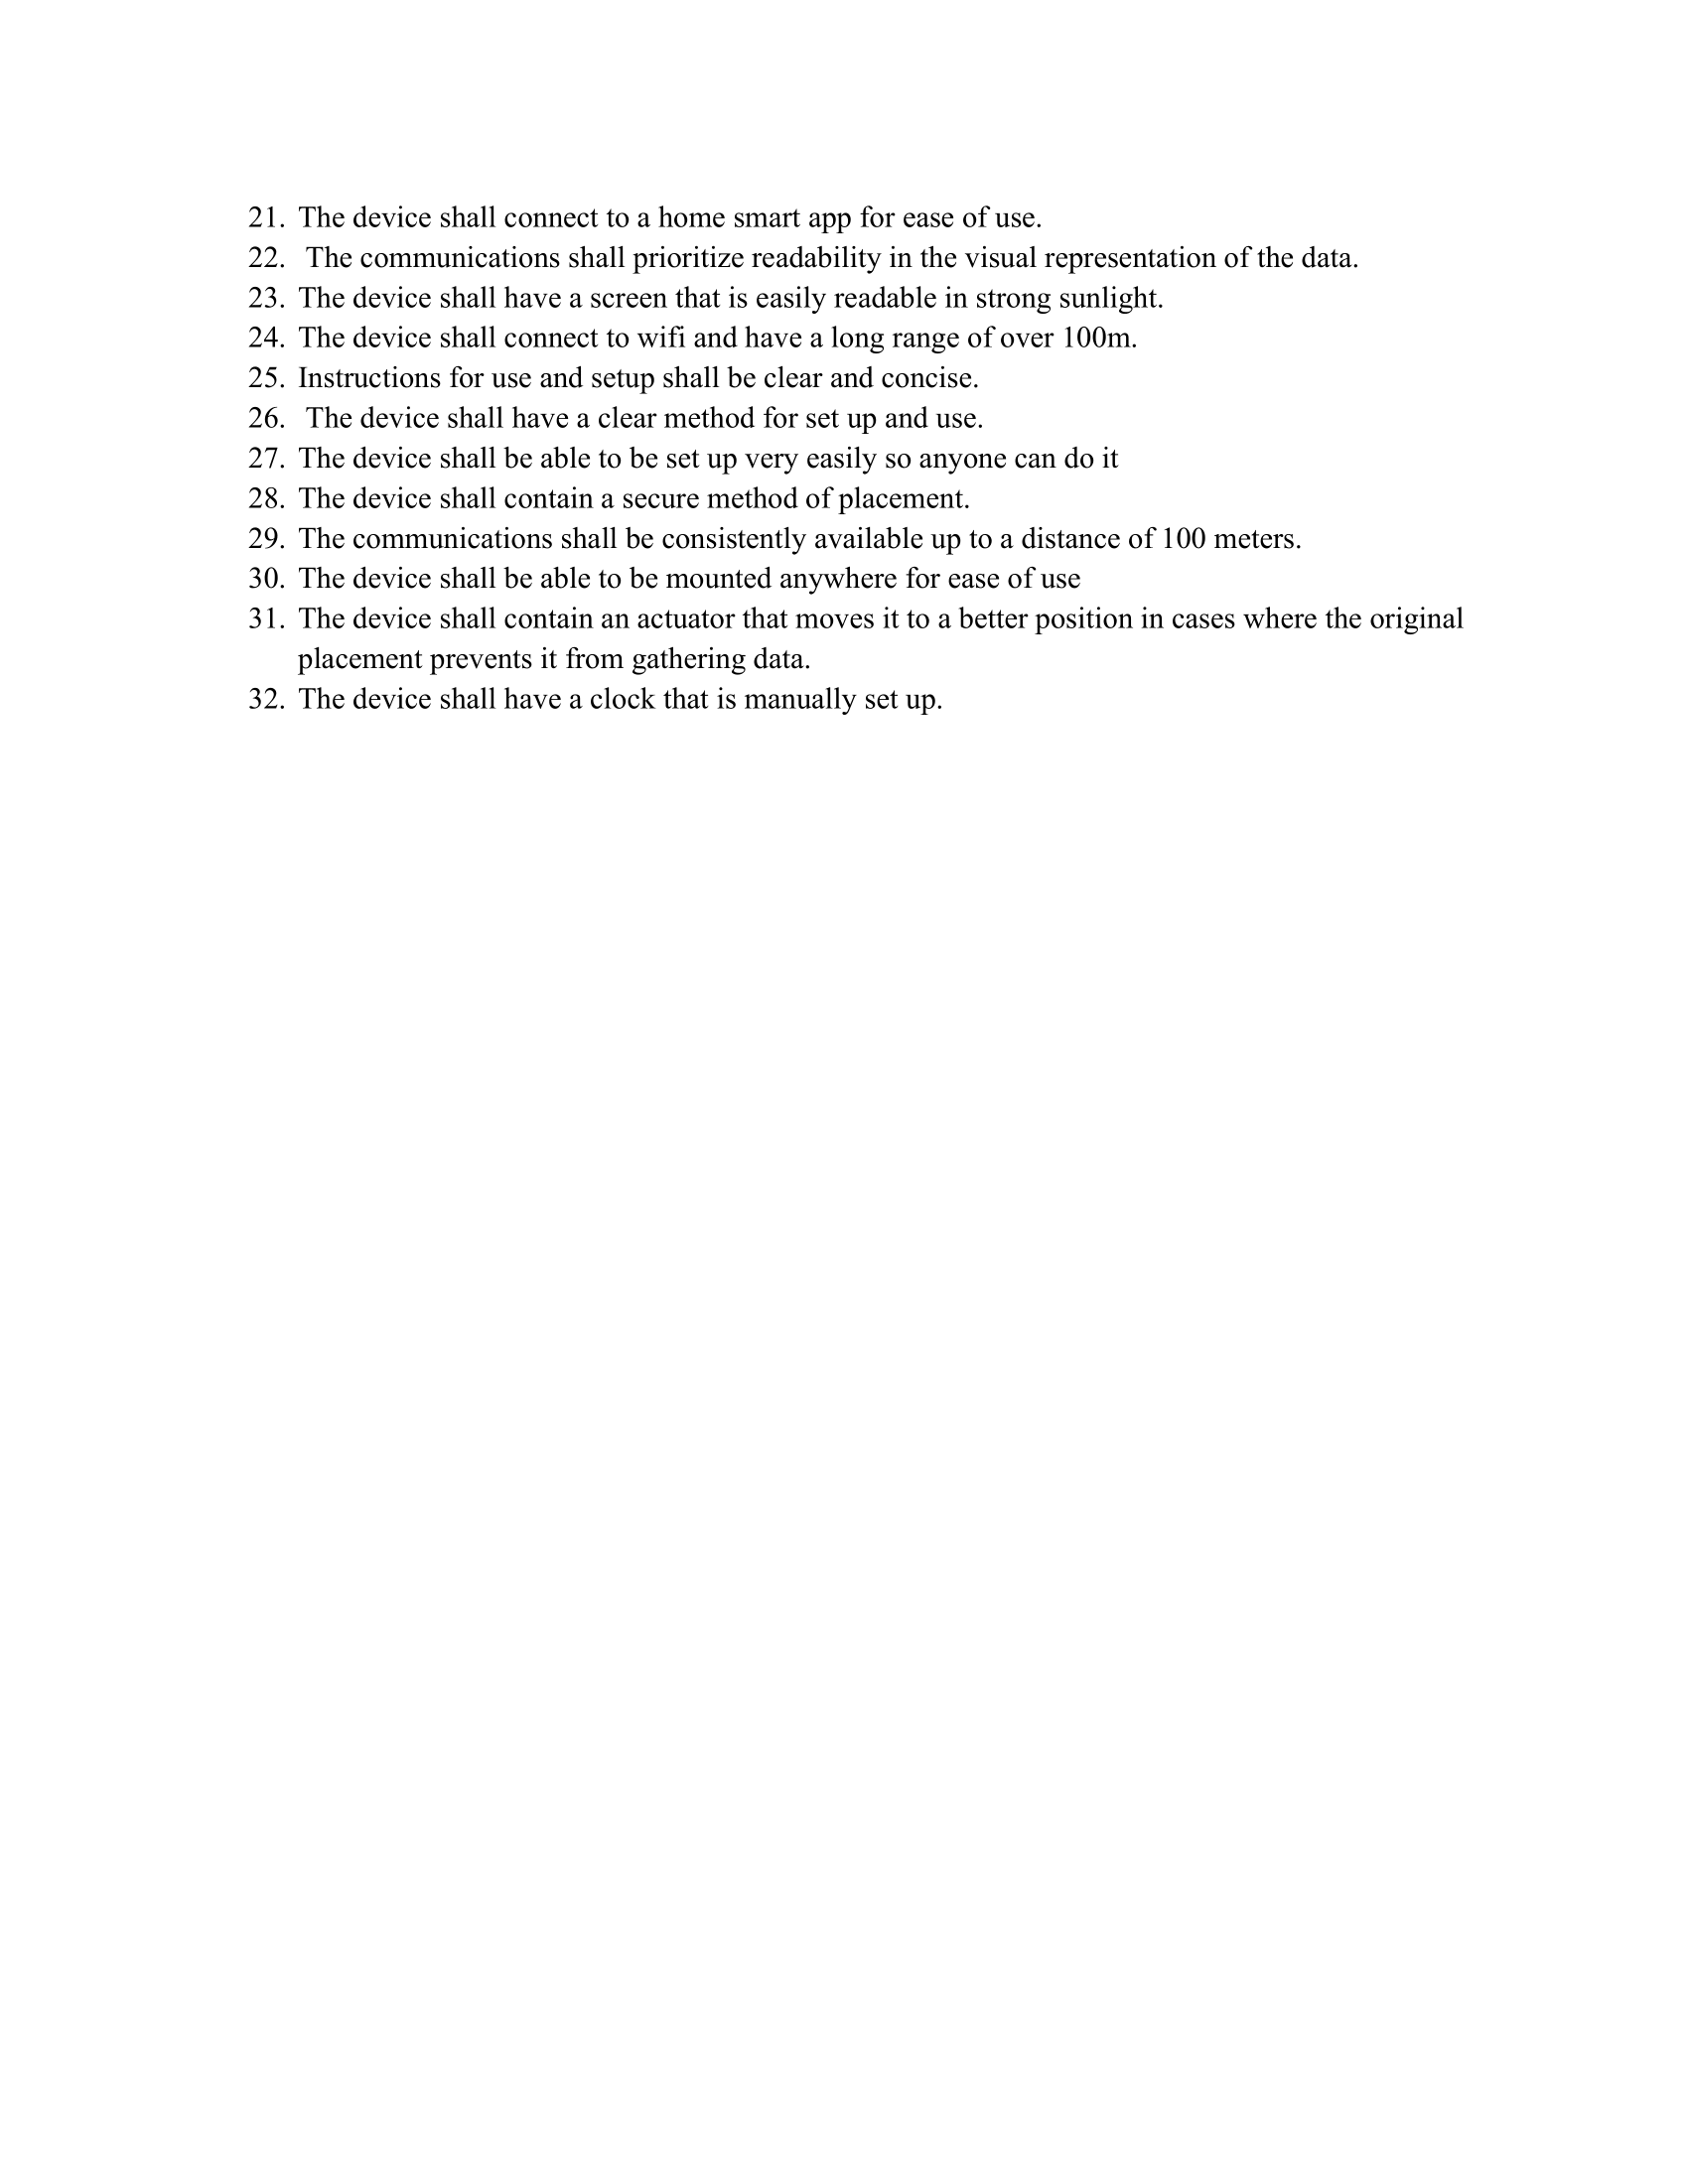 21. The device shall connect to a home smart app for ease of use.
22. The communications shall prioritize readability in the visual representation of the data.
23. The device shall have a screen that is easily readable in strong sunlight.
24. The device shall connect to wifi and have a long range of over 100m.
25. Instructions for use and setup shall be clear and concise.
26. The device shall have a clear method for set up and use.
27. The device shall be able to be set up very easily so anyone can do it
28. The device shall contain a secure method of placement.
29. The communications shall be consistently available up to a distance of 100 meters.
30. The device shall be able to be mounted anywhere for ease of use
31. The device shall contain an actuator that moves it to a better position in cases where the original
placement prevents it from gathering data.
32. The device shall have a clock that is manually set up.